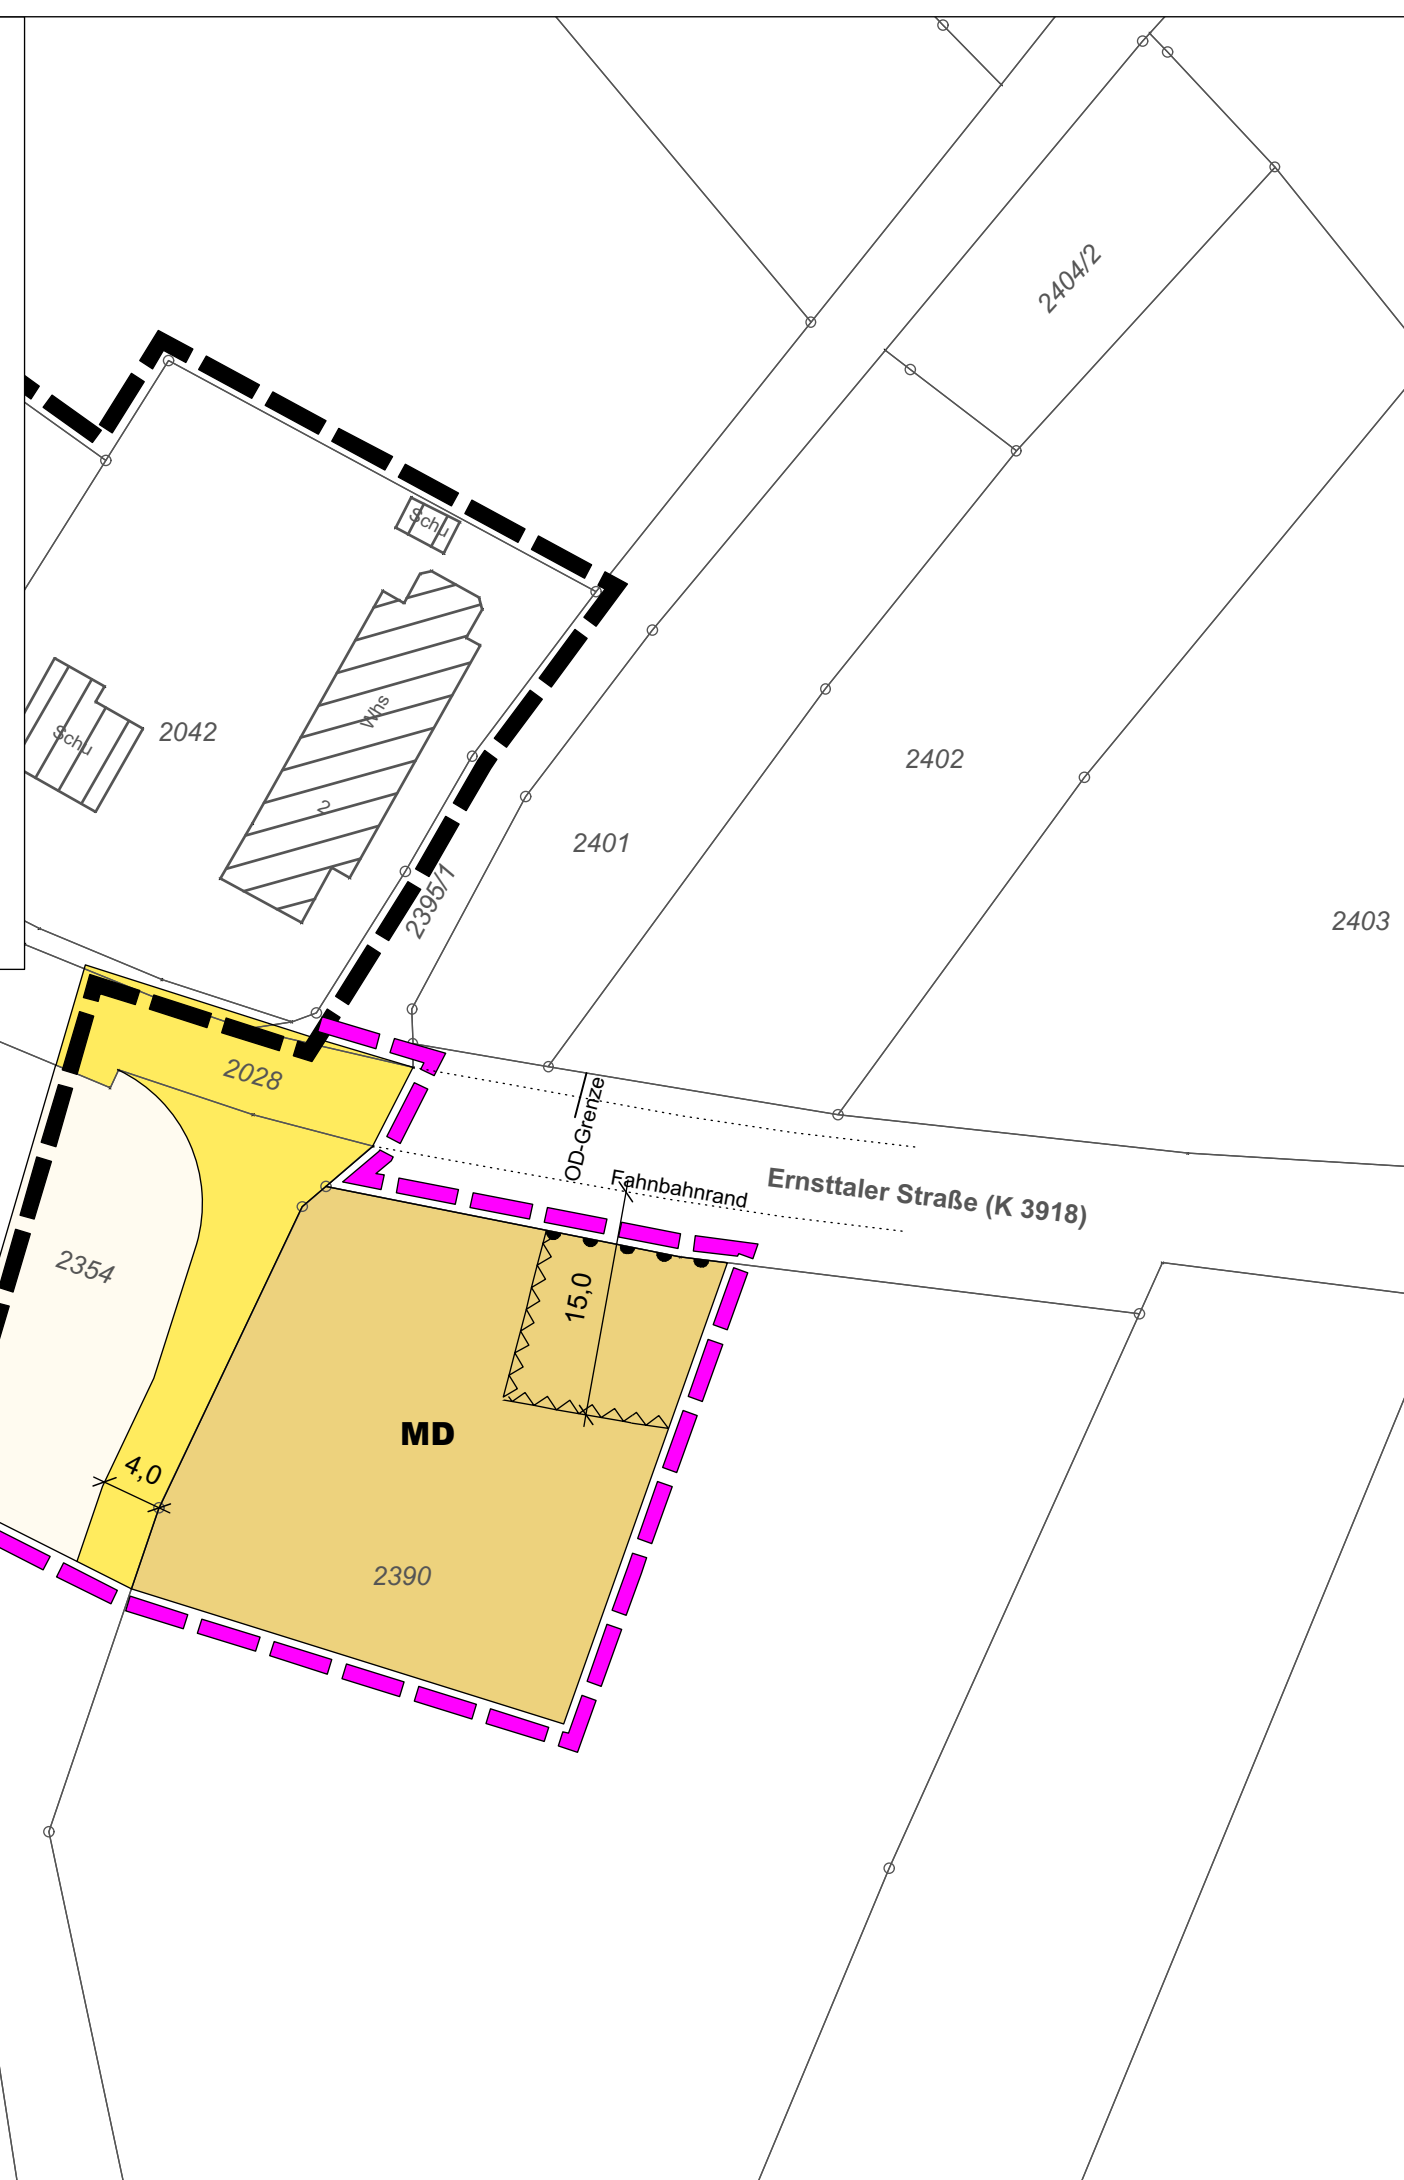 2404/2
Schu
Whs
2
Schu
2042
2402
2401
2395/1
2403
2028
OD-Grenze
Fahnbahnrand
Ernsttaler Straße (K 3918)
2354
15,0
MD
4,0
2390